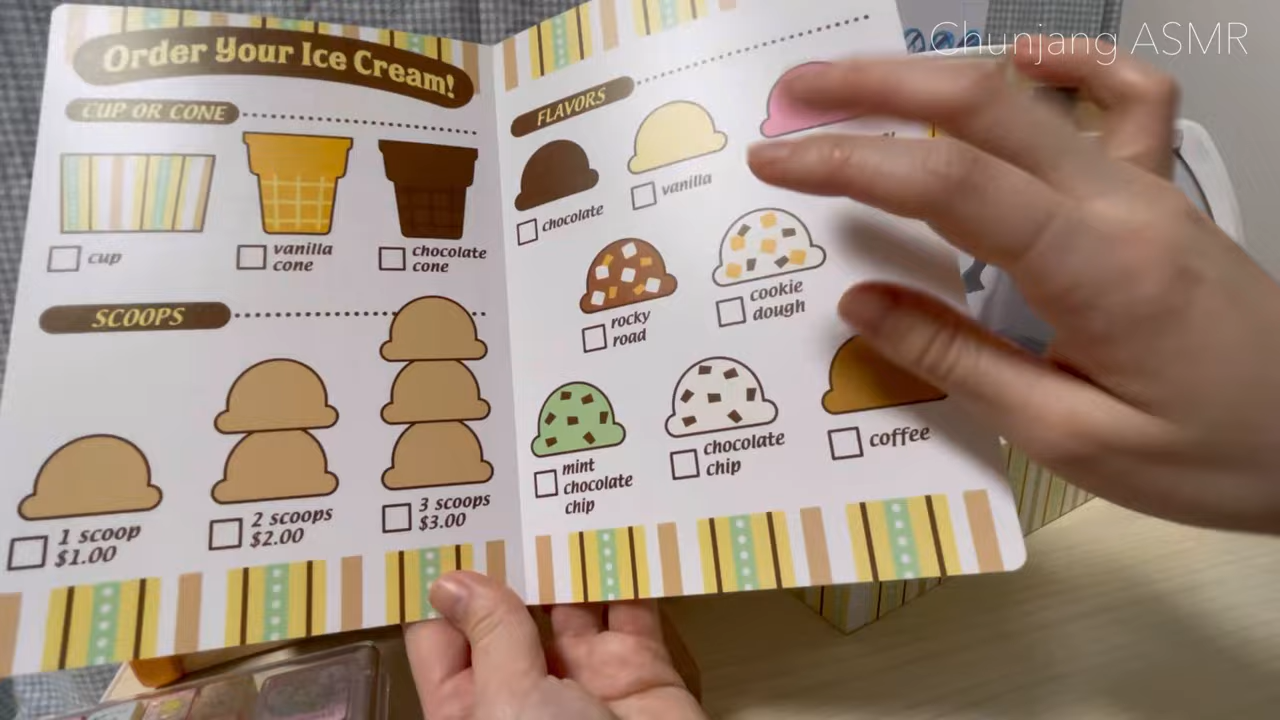 Chunjang ASMR
Order Your Ice Cream!
CUP OR CONE
cup
vanilla
cone
chocolate
cone
SCOOPS
1 scoop
$1.00
2 scoops
$2.00
3 scoops
$3.00
FLAVORS
chocolate
vanilla
rocky
road
cookie
dough
mint
chocolate
chip
chocolate
chip
coffee